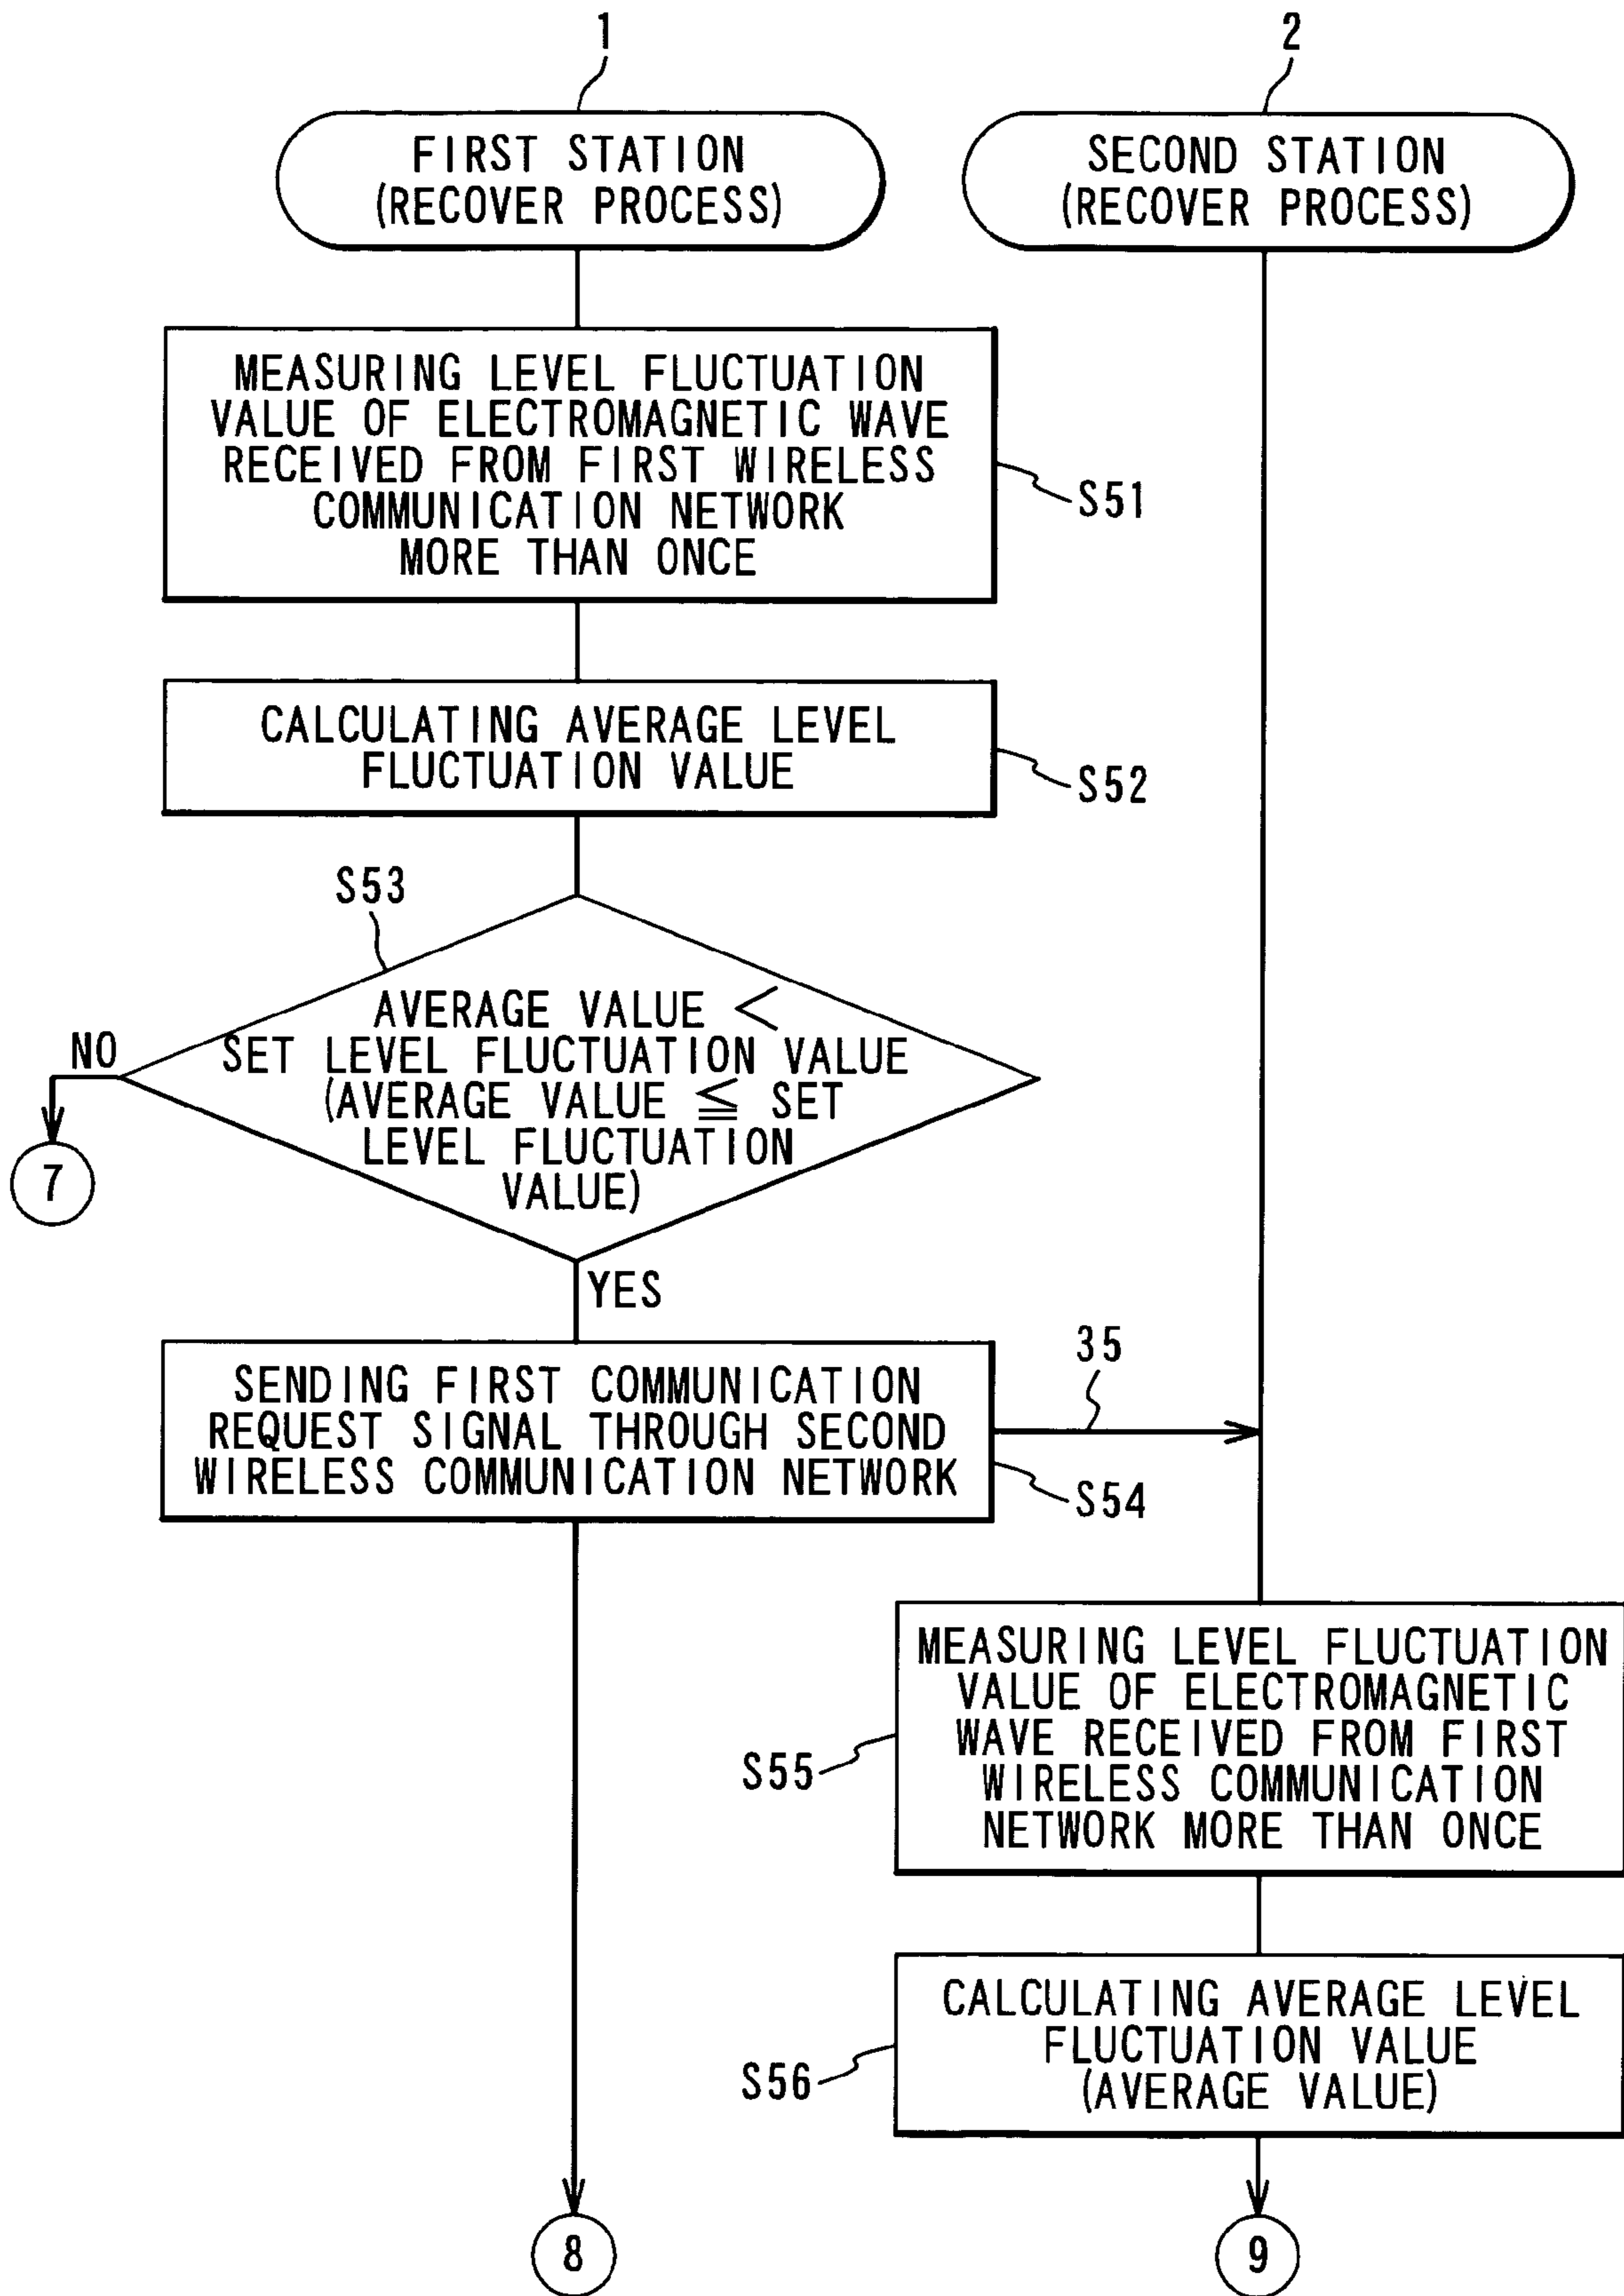 1
2
FIRST STATION
(RECOVER PROCESS)
SECOND STATION
(RECOVER PROCESS)
MEASURING LEVEL FLUCTUATION
VALUE OF ELECTROMAGNETIC WAVE
RECEIVED FROM FIRST WIRELESS
COMMUNICATION NETWORK
MORE THAN ONCE
S51
CALCULATING AVERAGE LEVEL
FLUCTUATION VALUE
S52
S53
AVERAGE VALUE <
SET LEVEL FLUCTUATION VALUE
(AVERAGE VALUE ≦ SET
LEVEL FLUCTUATION
VALUE)
NO
7
YES
SENDING FIRST COMMUNICATION
REQUEST SIGNAL THROUGH SECOND
WIRELESS COMMUNICATION NETWORK
35
S54
MEASURING LEVEL FLUCTUATION
VALUE OF ELECTROMAGNETIC
WAVE RECEIVED FROM FIRST
WIRELESS COMMUNICATION
NETWORK MORE THAN ONCE
S55
CALCULATING AVERAGE LEVEL
FLUCTUATION VALUE
(AVERAGE VALUE)
S56
8
9